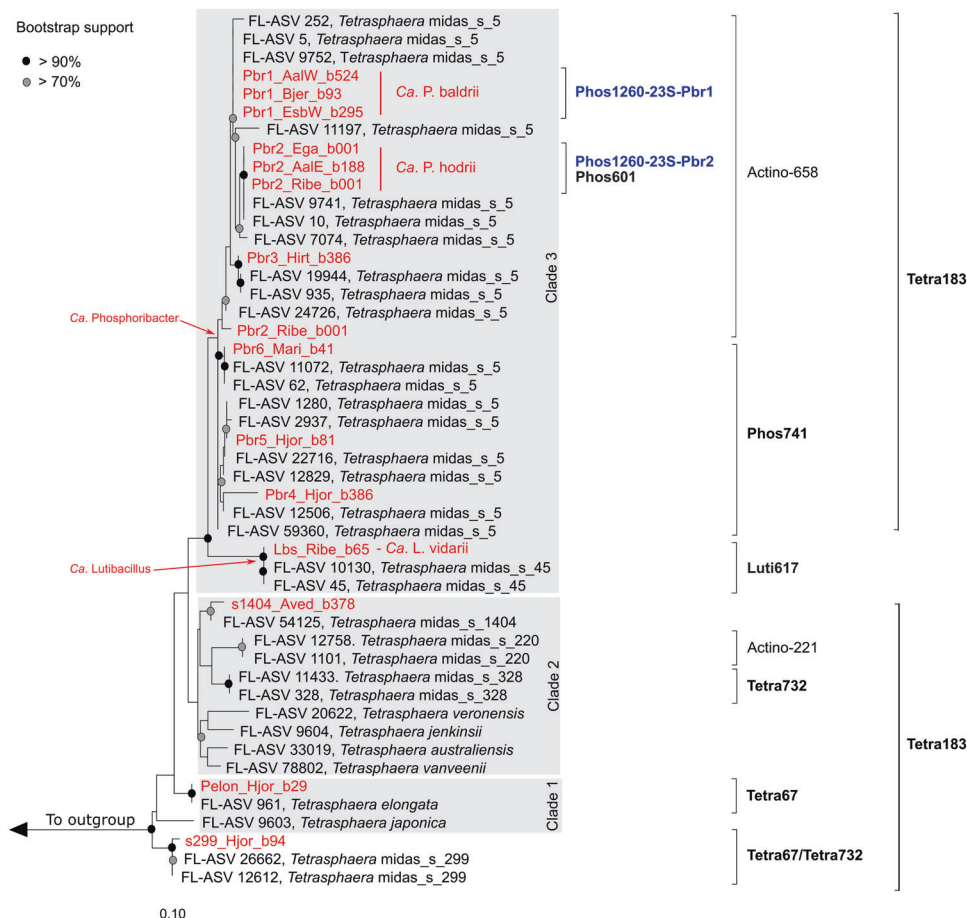 Bootstrap support
> 90%
> 70%
FL-ASV 252, Tetrasphaera midas_s_5
FL-ASV 5, Tetrasphaera midas_s_5
FL-ASV 9752, Tetrasphaera midas_s_5
Pbr1_AalW_b524
Pbr1_Bjer_b93
Pbr1_EsbW_b295
Ca. P. baldrii
Phos1260-23S-Pbr1
FL-ASV 11197, Tetrasphaera midas_s_5
Pbr2_Ega_b001
Pbr2_AalE_b188
Pbr2_Ribe_b001
Ca. P. hodrii
Phos1260-23S-Pbr2
Phos601
Actino-658
FL-ASV 9741, Tetrasphaera midas_s_5
FL-ASV 10, Tetrasphaera midas_s_5
FL-ASV 7074, Tetrasphaera midas_s_5
Pbr3_Hirt_b386
FL-ASV 19944, Tetrasphaera midas_s_5
FL-ASV 935, Tetrasphaera midas_s_5
FL-ASV 24726, Tetrasphaera midas_s_5
Clade 3
Tetra183
Ca. Phosphoribacter
Pbr2_Ribe_b001
Pbr6_Mari_b41
FL-ASV 11072, Tetrasphaera midas_s_5
FL-ASV 62, Tetrasphaera midas_s_5
FL-ASV 1280, Tetrasphaera midas_s_5
FL-ASV 2937, Tetrasphaera midas_s_5
Phos741
Pbr5_Hjor_b81
FL-ASV 22716, Tetrasphaera midas_s_5
FL-ASV 12829, Tetrasphaera midas_s_5
Pbr4_Hjor_b386
FL-ASV 12506, Tetrasphaera midas_s_5
FL-ASV 59360, Tetrasphaera midas_s_5
Lbs_Ribe_b65 - Ca. L. vidarii
Ca. Lutibacillus
FL-ASV 10130, Tetrasphaera midas_s_45
FL-ASV 45, Tetrasphaera midas_s_45
Luti617
s1404_Aved_b378
FL-ASV 54125, Tetrasphaera midas_s_1404
FL-ASV 12758. Tetrasphaera midas_s_220
FL-ASV 1101, Tetrasphaera midas_s_220
Actino-221
FL-ASV 11433. Tetrasphaera midas_s_328
FL-ASV 328, Tetrasphaera midas_s_328
Tetra732
Clade 2
FL-ASV 20622, Tetrasphaera veronensis
FL-ASV 9604, Tetrasphaera jenkinsii
FL-ASV 33019, Tetrasphaera australiensis
FL-ASV 78802, Tetrasphaera vanveenii
Tetra183
Pelon_Hjor_b29
FL-ASV 961, Tetrasphaera elongata
FL-ASV 9603, Tetrasphaera japonica
Clade 1
Tetra67
To outgroup
s299_Hjor_b94
FL-ASV 26662, Tetrasphaera midas_s_299
FL-ASV 12612, Tetrasphaera midas_s_299
Tetra67/Tetra732
0.10